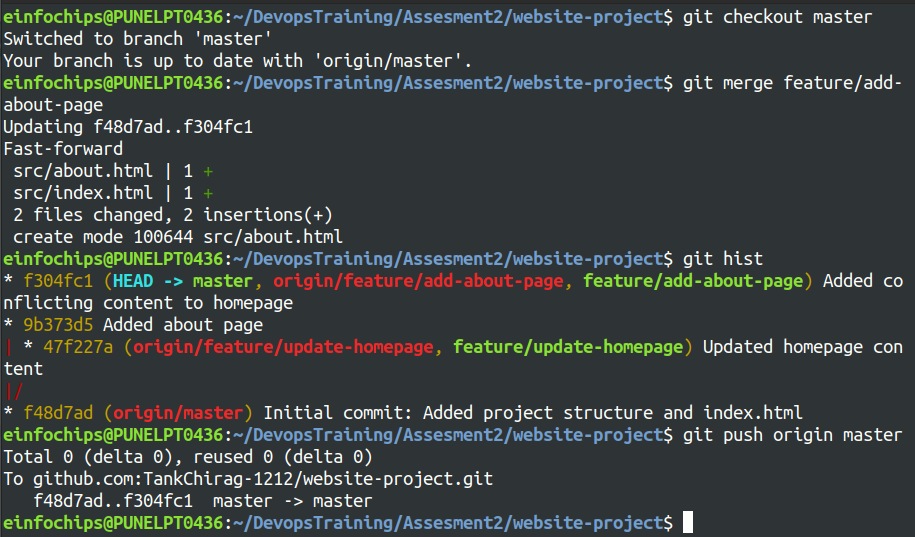 einfochips@PUNELPT0436:~/DevopsTraining/Assesment2/website-project$ git checkout master
Switched to branch 'master'
Your branch is up to date with 'origin/master'.
einfochips@PUNELPT0436:~/DevopsTraining/Assesment2/website-project$ git merge feature/add-
about-page
Updating f48d7ad..f304fc1
Fast-forward
 src/about.html | 1 +
 src/index.html | 1 +
 2 files changed, 2 insertions(+)
 create mode 100644 src/about.html
einfochips@PUNELPT0436:~/DevopsTraining/Assesment2/website-project$ git hist
* f304fc1 (HEAD -> master, origin/feature/add-about-page, feature/add-about-page) Added co
nflicting content to homepage
* 9b373d5 Added about page
| * 47f227a (origin/feature/update-homepage, feature/update-homepage) Updated homepage con
tent
|/
* f48d7ad (origin/master) Initial commit: Added project structure and index.html
einfochips@PUNELPT0436:~/DevopsTraining/Assesment2/website-project$ git push origin master
Total 0 (delta 0), reused 0 (delta 0)
To github.com:TankChirag-1212/website-project.git
   f48d7ad..f304fc1  master -> master
einfochips@PUNELPT0436:~/DevopsTraining/Assesment2/website-project$